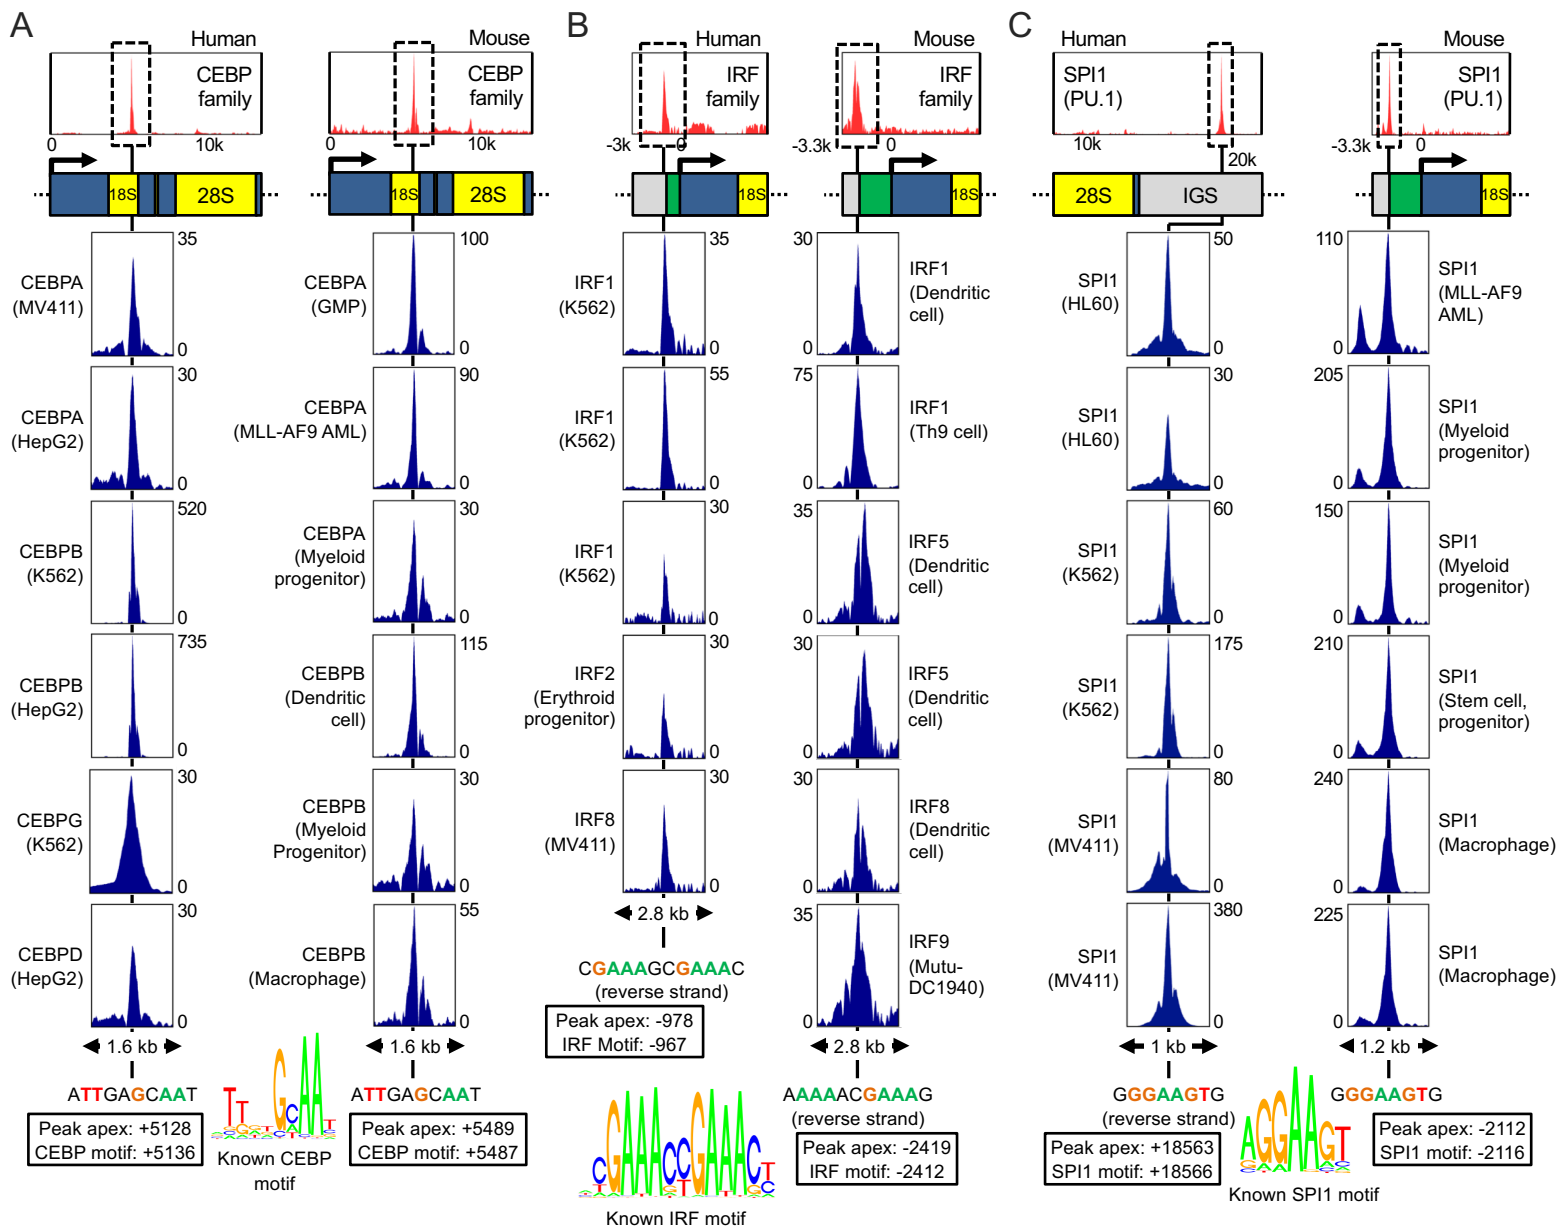 A
Human
CEBP
family
0
10k
18S
28S
Mouse
CEBP
family
0
10k
18S
28S
CEBPA
(MV411)
35
0
CEBPA
(HepG2)
30
0
CEBPB
(K562)
520
0
CEBPB
(HepG2)
735
0
CEBPG
(K562)
30
0
CEBPD
(HepG2)
30
0
1.6 kb
ATTGAGCAAT
Peak apex: +5128
CEBP motif: +5136
CEBPA
(GMP)
100
0
CEBPA
(MLL-AF9 AML)
90
0
CEBPA
(Myeloid
progenitor)
30
0
CEBPB
(Dendritic
cell)
115
0
CEBPB
(Myeloid
Progenitor)
30
0
CEBPB
(Macrophage)
55
0
1.6 kb
ATTGAGCAAT
Peak apex: +5489
CEBP motif: +5487
Known CEBP
motif
B
Human
IRF
family
-3k
0
18S
Mouse
IRF
family
-3.3k
0
18S
IRF1
(K562)
35
0
IRF1
(K562)
55
0
IRF1
(K562)
30
0
IRF2
(Erythroid
progenitor)
30
0
IRF8
(MV411)
30
0
2.8 kb
CGAAAGCGAAAC
(reverse strand)
Peak apex: -978
IRF Motif: -967
Known IRF motif
30
0
IRF1
(Dendritic
cell)
75
0
IRF1
(Th9 cell)
35
0
IRF5
(Dendritic
cell)
30
0
IRF5
(Dendritic
cell)
30
0
IRF8
(Dendritic
cell)
35
0
IRF9
(Mutu-
DC1940)
2.8 kb
AAAAACGAAAG
(reverse strand)
Peak apex: -2419
IRF motif: -2412
C
Human
SPI1
(PU.1)
10k
20k
28S
IGS
Mouse
SPI1
(PU.1)
-3.3k
0
18S
SPI1
(HL60)
50
0
SPI1
(HL60)
30
0
SPI1
(K562)
60
0
SPI1
(K562)
175
0
SPI1
(MV411)
80
0
SPI1
(MV411)
380
0
1 kb
GGGAAGTG
(reverse strand)
Peak apex: +18563
SPI1 motif: +18566
Known SPI1 motif
110
0
SPI1
(MLL-AF9
AML)
205
0
SPI1
(Myeloid
progenitor)
150
0
SPI1
(Myeloid
progenitor)
210
0
SPI1
(Stem cell,
progenitor)
240
0
SPI1
(Macrophage)
225
0
SPI1
(Macrophage)
1.2 kb
GGGAAGTG
Peak apex: -2112
SPI1 motif: -2116